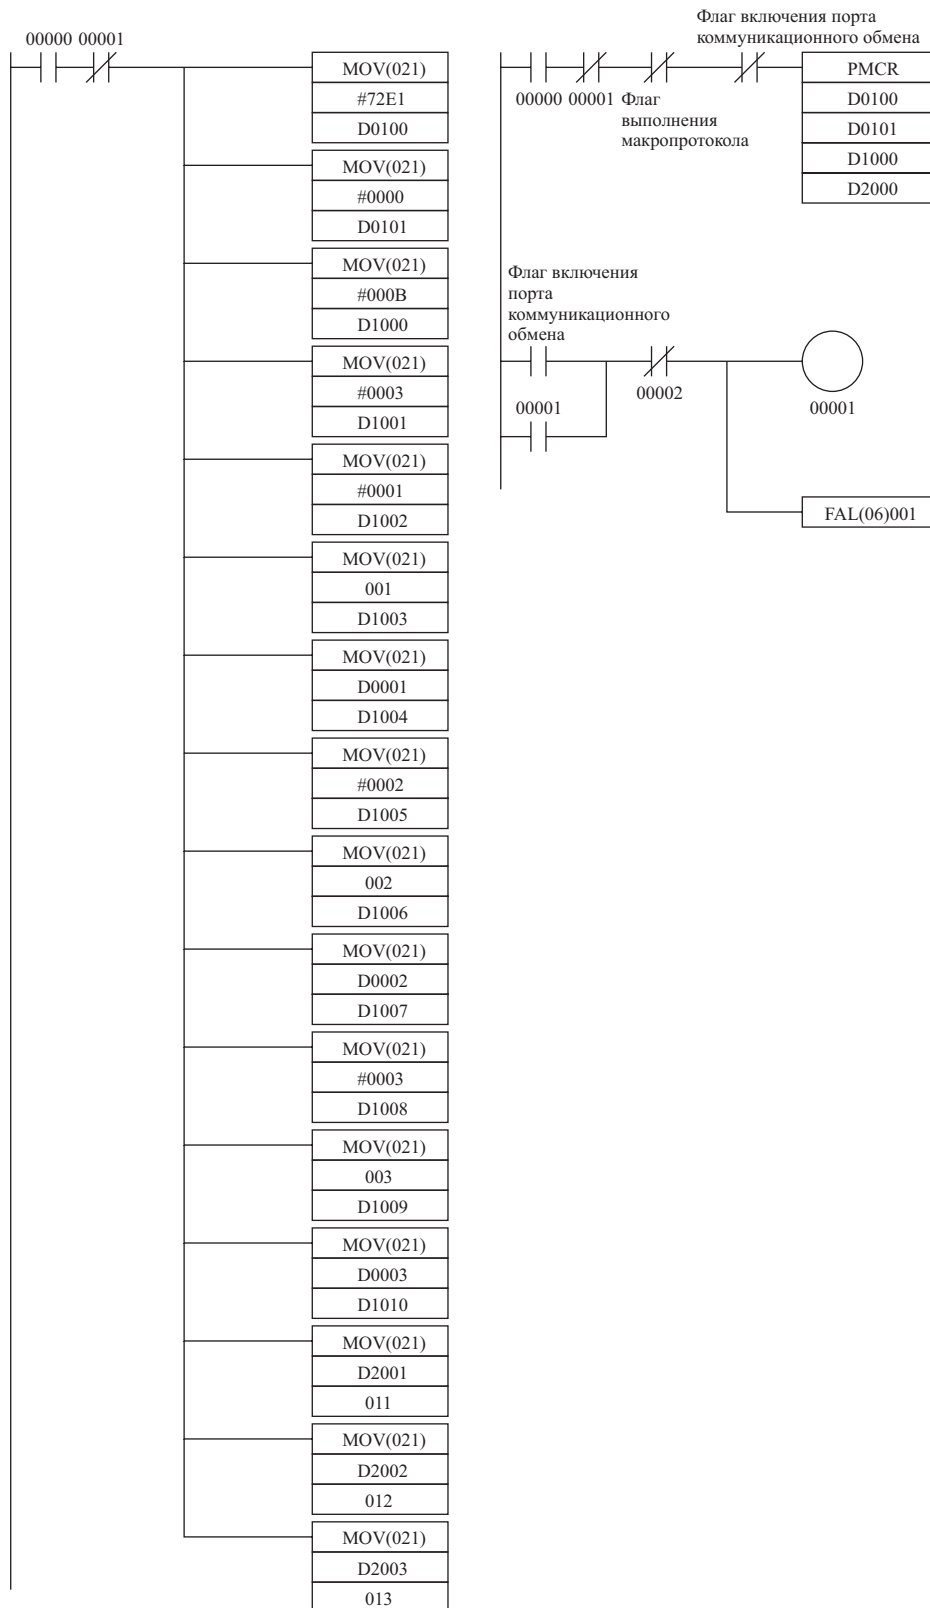 00000 00001
MOV(021)
#72E1
D0100
MOV(021)
#0000
D0101
MOV(021)
#000B
D1000
MOV(021)
#0003
D1001
MOV(021)
#0001
D1002
MOV(021)
001
D1003
MOV(021)
D0001
D1004
MOV(021)
#0002
D1005
MOV(021)
002
D1006
MOV(021)
D0002
D1007
MOV(021)
#0003
D1008
MOV(021)
003
D1009
MOV(021)
D0003
D1010
MOV(021)
D2001
011
MOV(021)
D2002
012
MOV(021)
D2003
013
Флаг включения порта
коммуникационного обмена
00000 00001
Флаг
выполнения
макропротокола
PMCR
D0100
D0101
D1000
D2000
Флаг включения
порта
коммуникационного
обмена
00001
00002
00001
FAL(06)001